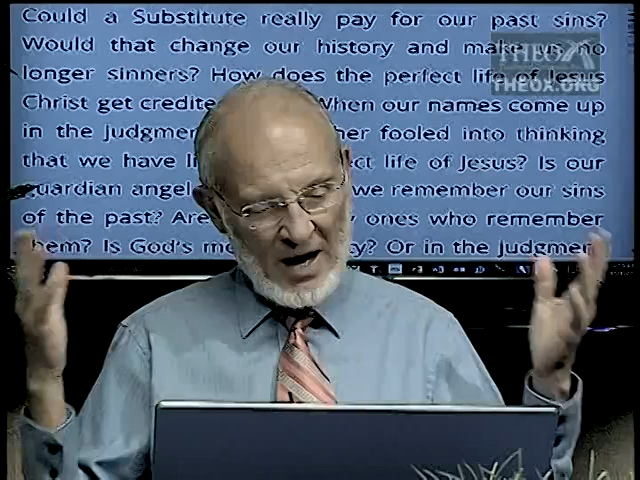 Could a Substitute really pay for our past sins?
Would that change our history and make us no
longer sinners? How does the perfect life of Jesus
Christ get credite When our names come up
in the judgmen her fooled into thinking
that we have li ct life of Jesus? Is our
guardian angel we remember our sins
of the past? Are y ones who remember
them? Is God's me y? Or in the judgmen
THEOX
THEOX.ORG